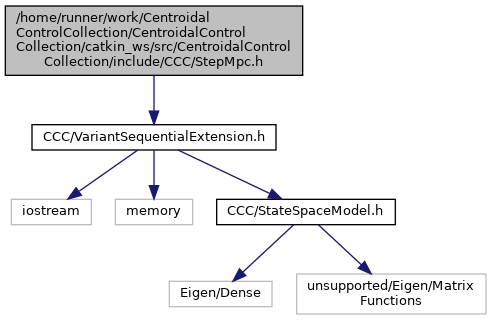 /home/runner/work/Centroidal
ControlCollection/CentroidalControl
Collection/catkin_ws/src/CentroidalControl
Collection/include/CCC/StepMpc.h
CCC/VariantSequentialExtension.h
iostream
memory
CCC/StateSpaceModel.h
Eigen/Dense
unsupported/Eigen/Matrix
Functions